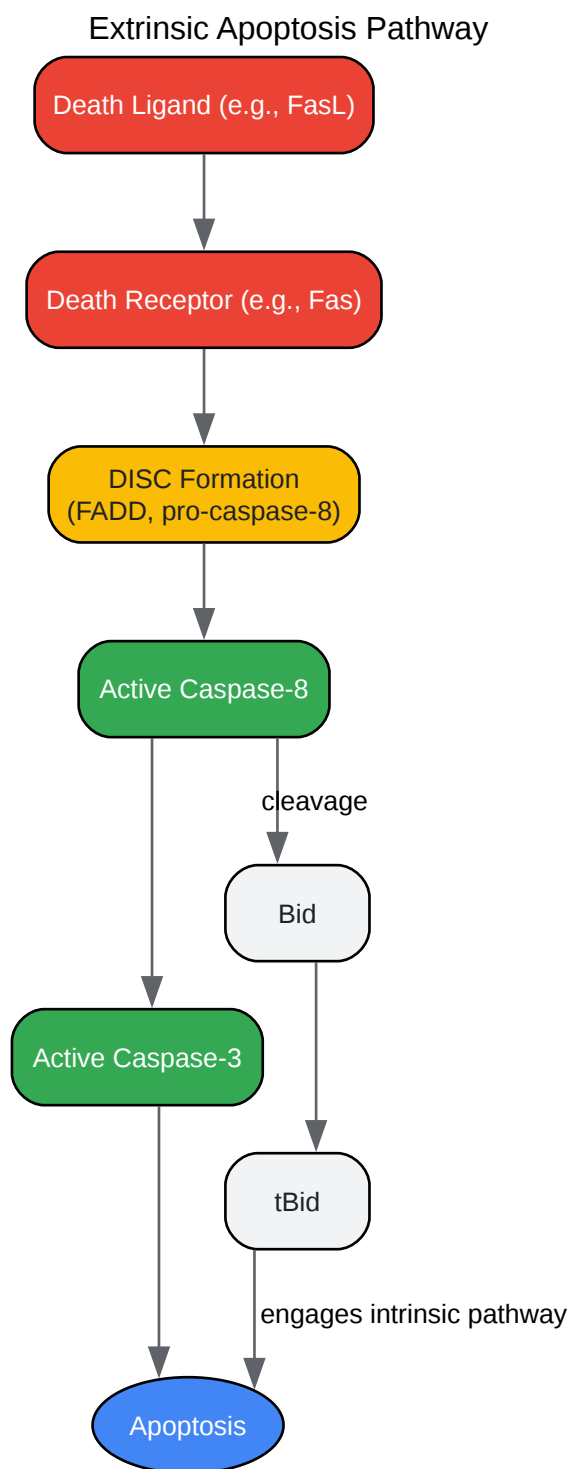 Extrinsic Apoptosis Pathway
Death Ligand (e.g., FasL)
Death Receptor (e.g., Fas)
DISC Formation
(FADD, pro-caspase-8)
Active Caspase-8
cleavage
Bid
Active Caspase-3
tBid
engages intrinsic pathway
Apoptosis